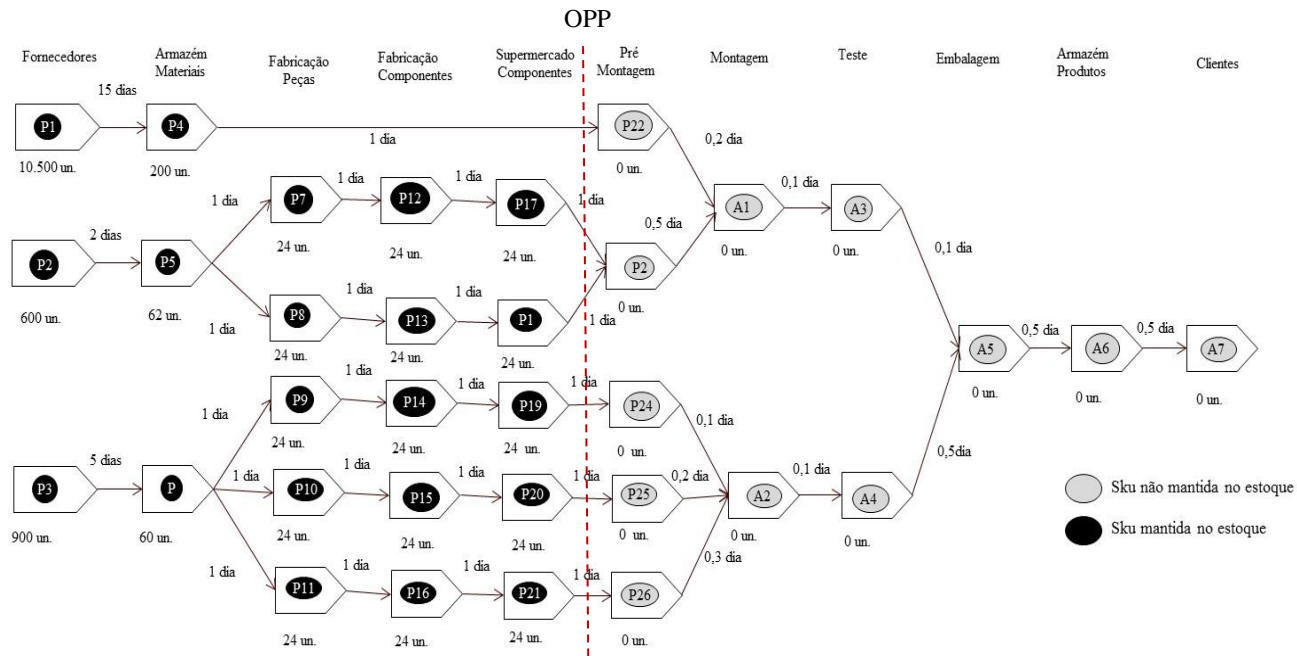 OPP
Fornecedores
Armazém
Materiais
Fabricação
Peças
Fabricação
Componentes
Supermercado
Componentes
Pré
Montagem
Montagem
Teste
Embalagem
Armazém
Produtos
Clientes
15 dias
P1
P4
1 dia
P22
10.500 un.
200 un.
0 un.
0,2 dia
1 dia
P7
1 dia
P12
1 dia
P17
1 dia
24 un.
24 un.
24 un.
A1
0,1 dia
A3
0 un.
0 un.
2 dias
P2
P5
0,5 dia
P2
0 un.
0,1 dia
600 un.
62 un.
1 dia
P8
1 dia
P13
1 dia
P1
1 dia
24 un.
24 un.
24 un.
A5
0,5 dia
A6
0,5 dia
A7
0 un.
0 un.
0 un.
1 dia
P9
1 dia
P14
1 dia
P19
1 dia
P24
24 un.
24 un.
24 un.
0 un.
0,1 dia
5 dias
P3
P
1 dia
P10
1 dia
P15
1 dia
P20
1 dia
P25
0,2 dia
A2
0,1 dia
A4
0,5dia
900 un.
60 un.
24 un.
24 un.
24 un.
0 un.
0 un.
0 un.
1 dia
P11
1 dia
P16
1 dia
P21
1 dia
P26
0,3 dia
24 un.
24 un.
24 un.
0 un.
Sku não mantida no estoque
Sku mantida no estoque